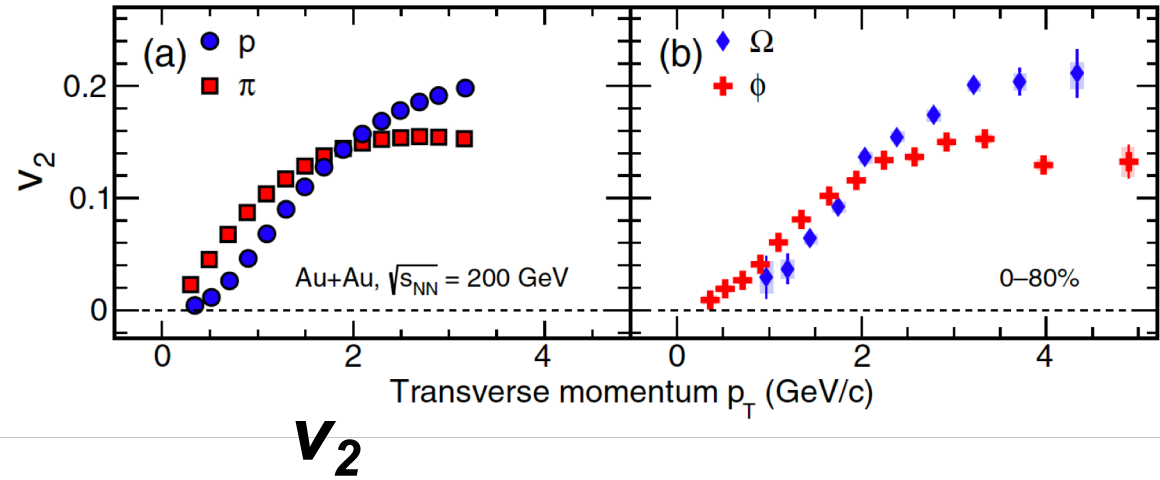 (a) p
π
(b) Ω
ϕ
0.2
0.1
0
v₂
Au+Au, √sNN = 200 GeV
0–80%
0 2 4
0 2 4
Transverse momentum pT (GeV/c)
v₂